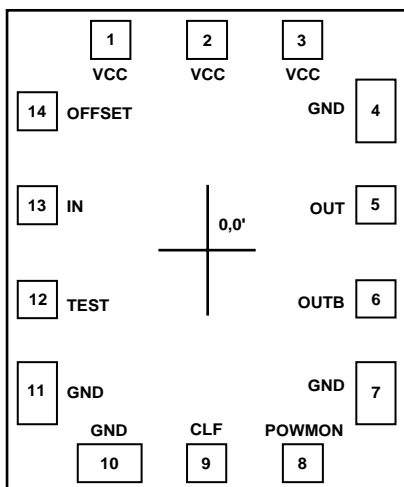 1 2 3
VCC VCC VCC
14 OFFSET GND 4
13 IN 0,0' OUT 5
12 TEST OUTB 6
11 GND GND 7
GND CLF POWMON
10 9 8